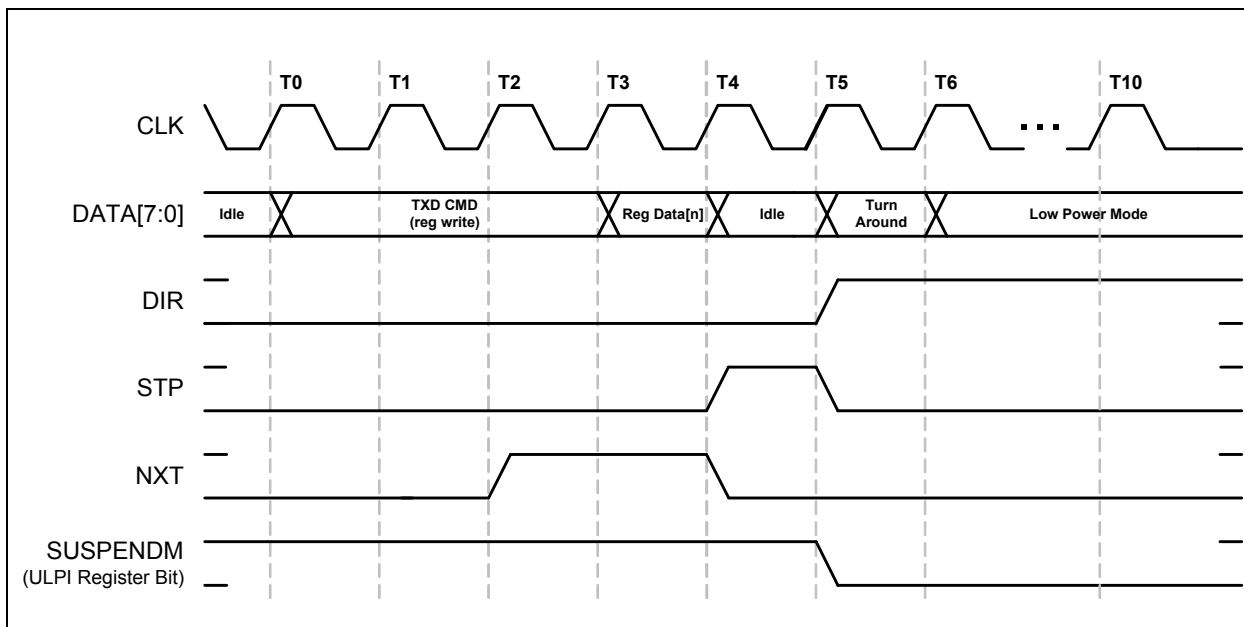 T0 T1 T2 T3 T4 T5 T6 T10
CLK
...
DATA[7:0] Idle TXD CMD Reg Data[n] Idle Turn Low Power Mode
(reg write) Around
DIR
STP
NXT
SUSPENDM
(ULPI Register Bit)